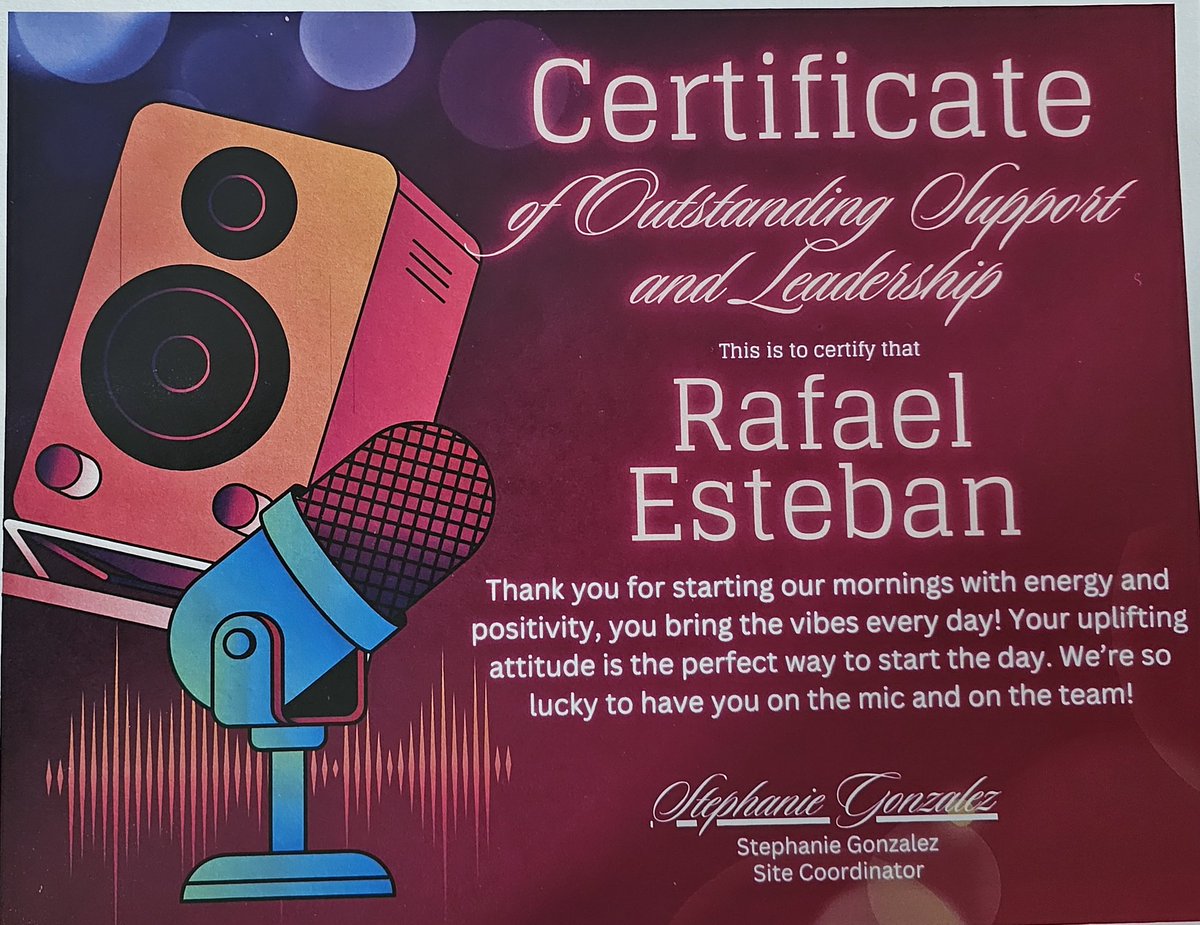 Certificate
of Outstanding Support
and Leadership
This is to certify that
Rafael
Esteban
Thank you for starting our mornings with energy and
positivity, you bring the vibes every day! Your uplifting
attitude is the perfect way to start the day. We're so
lucky to have you on the mic and on the team!
Stephanie Gonzalez
Stephanie Gonzalez
Site Coordinator